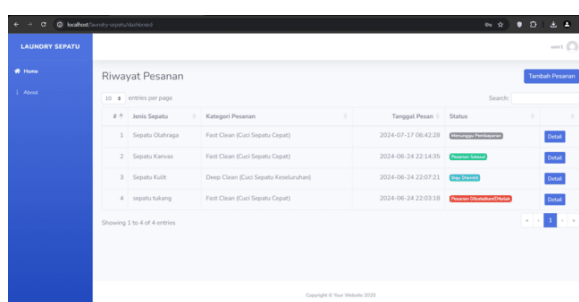 localhost/laundry-sepatu/dashboard
LAUNDRY SEPATU
user1
Home
About
Riwayat Pesanan
Tambah Pesanan
10 entries per page
Search:
# Jenis Sepatu Kategori Pesanan Tanggal Pesan Status
1 Sepatu Olahraga Fast Clean (Cuci Sepatu Cepat) 2024-07-17 06:42:28 Menunggu Pembayaran Detail
2 Sepatu Kanvas Fast Clean (Cuci Sepatu Cepat) 2024-06-24 22:14:35 Pesanan Selesai Detail
3 Sepatu Kulit Deep Clean (Cuci Sepatu Keseluruhan) 2024-06-24 22:07:21 Siap Diambil Detail
4 sepatu tukang Fast Clean (Cuci Sepatu Cepat) 2024-06-24 22:03:18 Pesanan Dibatalkan/Ditolak Detail
Showing 1 to 4 of 4 entries
« ‹ 1 › »
Copyright © Your Website 2020